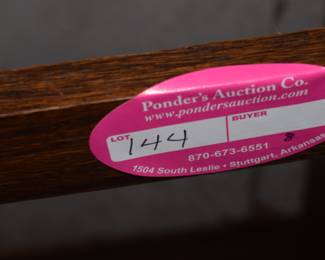 Ponder's Auction Co.
www.pondersauction.com
LOT BUYER
144
870-673-6551
1504 South Leslie • Stuttgart, Arkansas